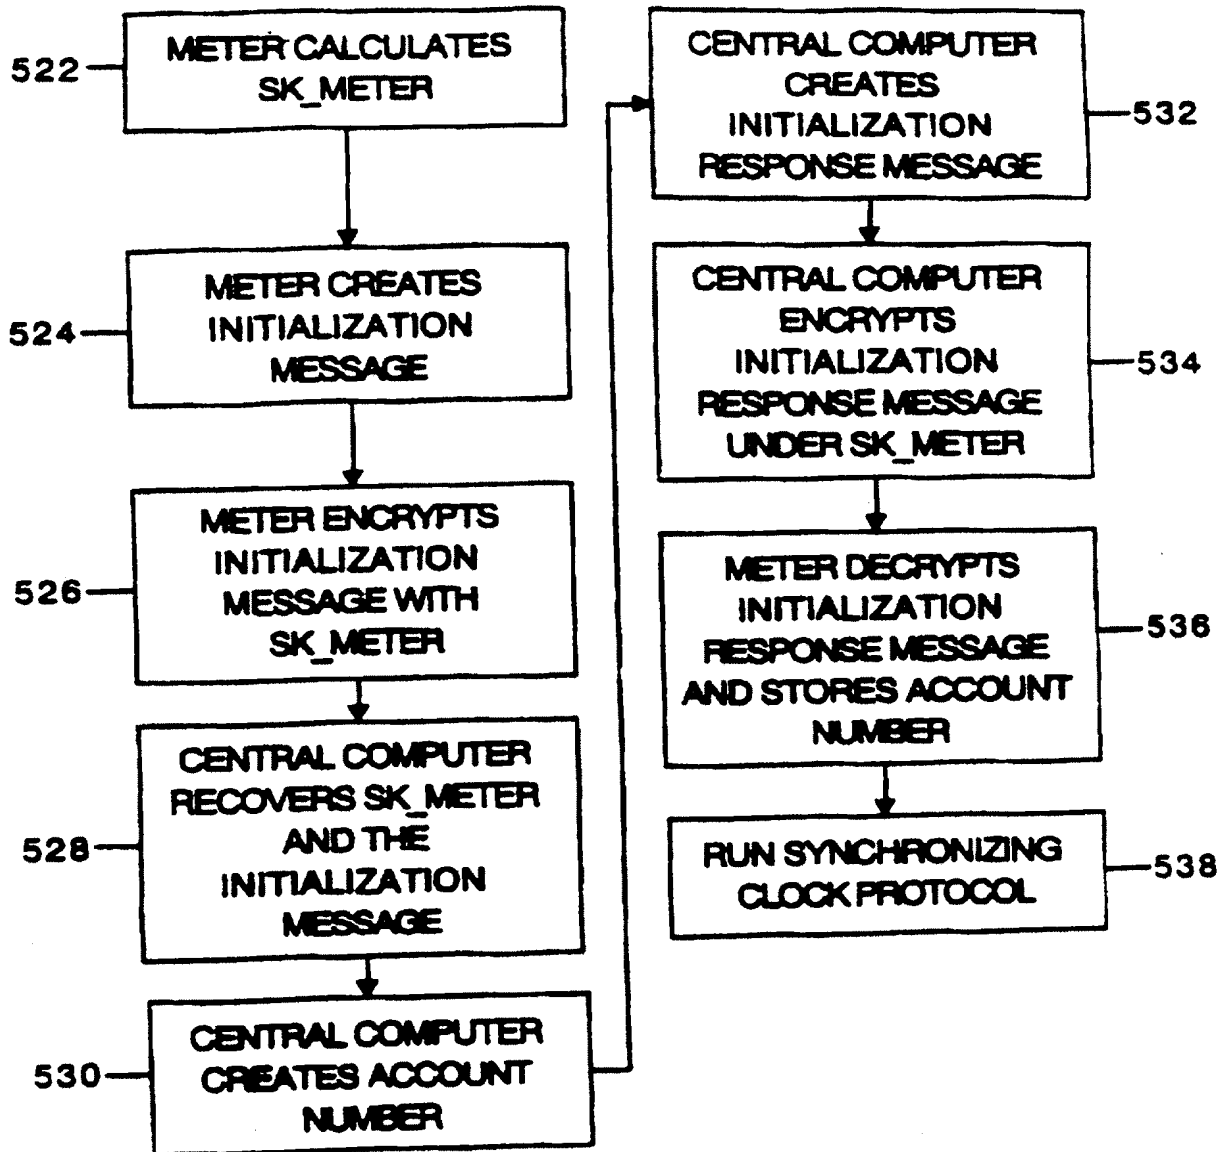 522
METER CALCULATES
SK_METER
524
METER CREATES
INITIALIZATION
MESSAGE
526
METER ENCRYPTS
INITIALIZATION
MESSAGE WITH
SK_METER
528
CENTRAL COMPUTER
RECOVERS SK_METER
AND THE
INITIALIZATION
MESSAGE
530
CENTRAL COMPUTER
CREATES ACCOUNT
NUMBER
CENTRAL COMPUTER
CREATES
INITIALIZATION
RESPONSE MESSAGE
532
CENTRAL COMPUTER
ENCRYPTS
INITIALIZATION
RESPONSE MESSAGE
UNDER SK_METER
534
METER DECRYPTS
INITIALIZATION
RESPONSE MESSAGE
AND STORES ACCOUNT
NUMBER
536
RUN SYNCHRONIZING
CLOCK PROTOCOL
538